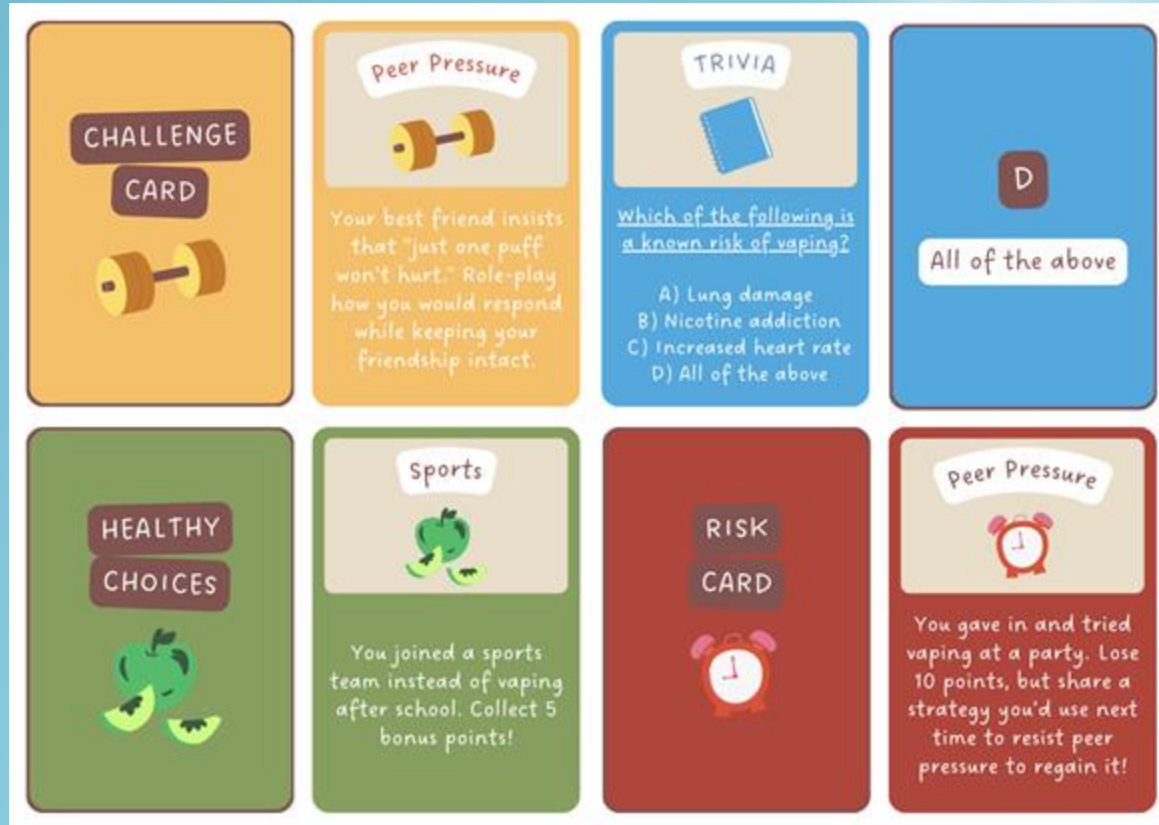 CHALLENGE
CARD
Peer Pressure
Your best friend insists
that "just one puff
won't hurt." Role-play
how you would respond
while keeping your
friendship intact.
TRIVIA
Which of the following is
a known risk of vaping?
A) Lung damage
B) Nicotine addiction
C) Increased heart rate
D) All of the above
D
All of the above
HEALTHY
CHOICES
Sports
You joined a sports
team instead of vaping
after school. Collect 5
bonus points!
RISK
CARD
Peer Pressure
You gave in and tried
vaping at a party. Lose
10 points, but share a
strategy you'd use next
time to resist peer
pressure to regain it!